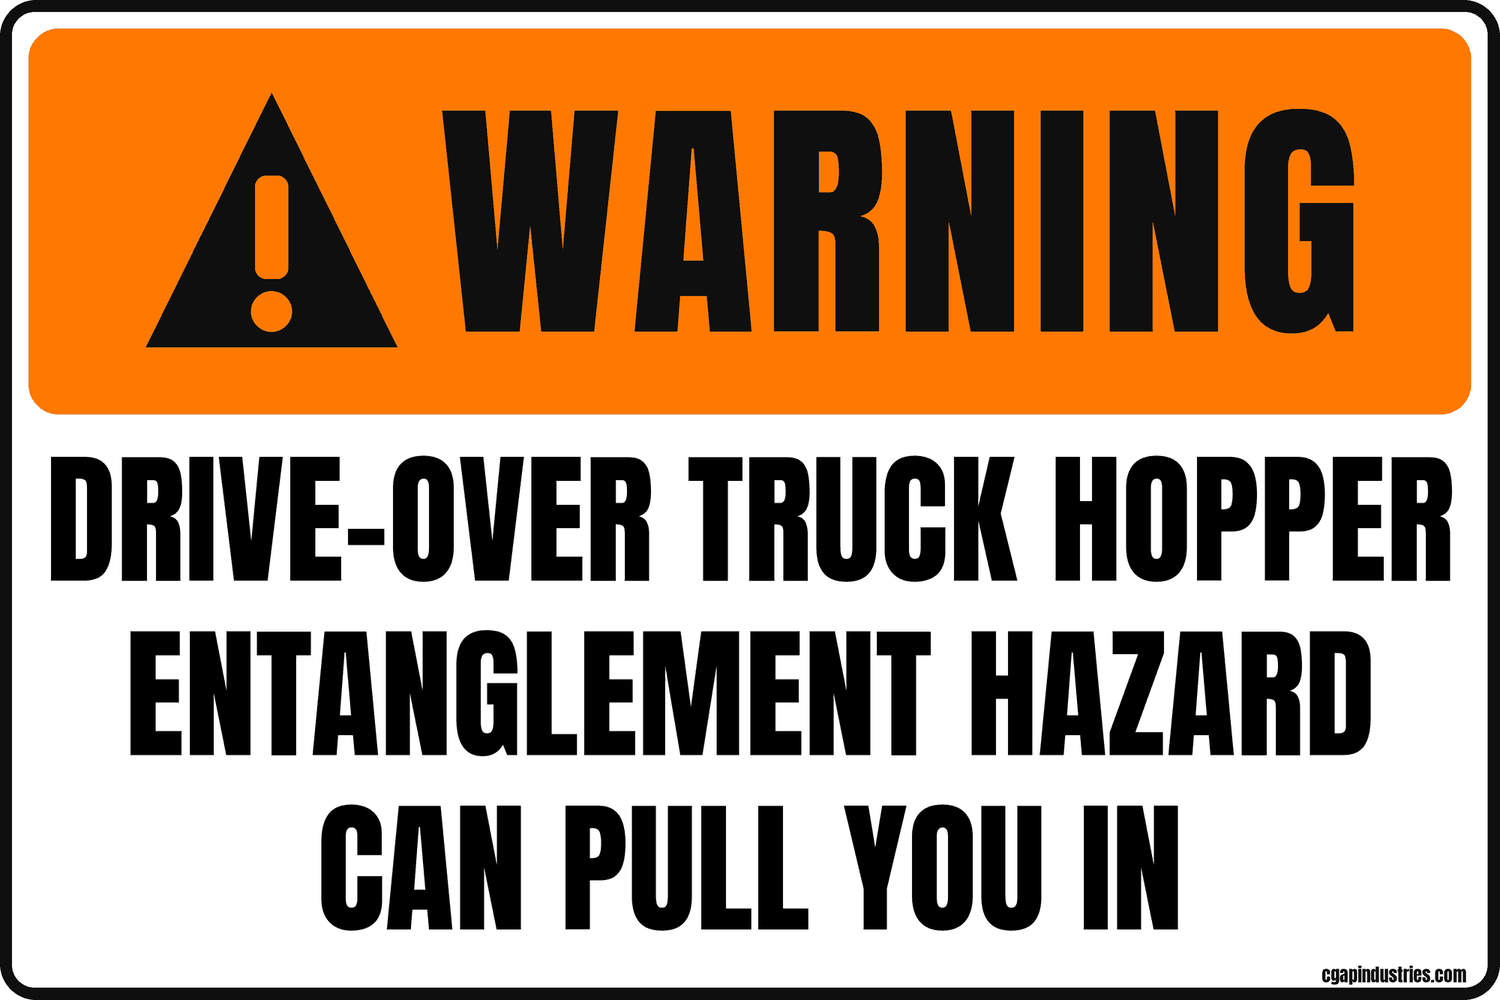 WARNING
DRIVE-OVER TRUCK HOPPER
ENTANGLEMENT HAZARD
CAN PULL YOU IN
cgapindustries.com